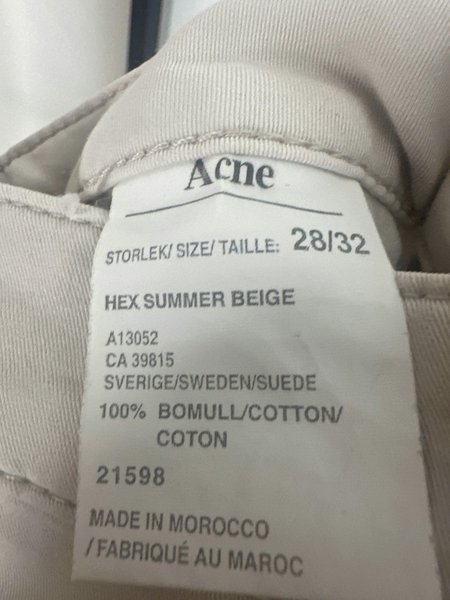 Acne
STORLEK/ SIZE/ TAILLE: 28/32
HEX SUMMER BEIGE
A13052
CA 39815
SVERIGE/SWEDEN/SUEDE
100% BOMULL/COTTON/
COTON
21598
MADE IN MOROCCO
/FABRIQUÉ AU MAROC